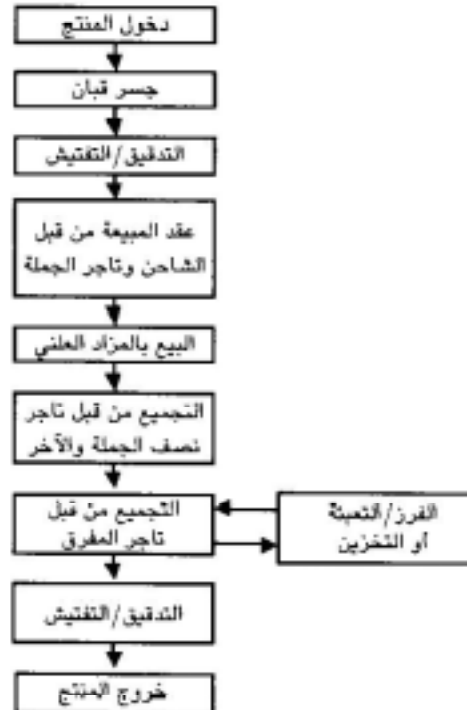 دخول المنتج
جسر قبان
التدقيق/التفتيش
عقد المبيعة من قبل
الشاحن وتاجر الجملة
البيع بالمزاد العلني
التجميع من قبل تاجر
نصف الجملة والآخر
التجميع من قبل
تاجر المفرق
الفرز/التعبئة
أو التخزين
التدقيق/التفتيش
خروج المنتج